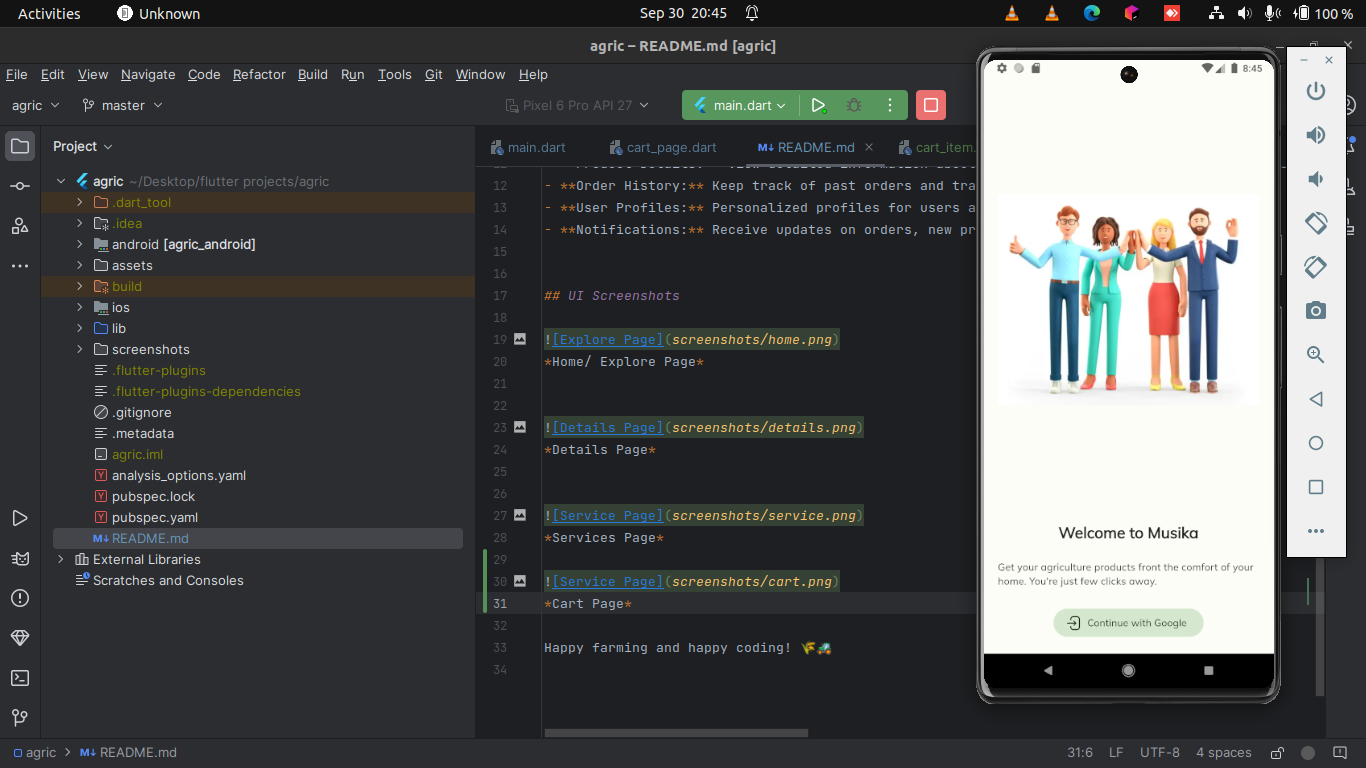 Activities
Unknown
Sep 30 20:45
100 %
agric – README.md [agric]
File Edit View Navigate Code Refactor Build Run Tools Git Window Help
agric
master
Pixel 6 Pro API 27
main.dart
Project
main.dart
cart_page.dart
README.md
cart_item.
agric ~/Desktop/flutter projects/agric
.dart_tool
.idea
android [agric_android]
assets
build
ios
lib
screenshots
.flutter-plugins
.flutter-plugins-dependencies
.gitignore
.metadata
agric.iml
analysis_options.yaml
pubspec.lock
pubspec.yaml
README.md
External Libraries
Scratches and Consoles
12 - **Order History:** Keep track of past orders and tra
13 - **User Profiles:** Personalized profiles for users a
14 - **Notifications:** Receive updates on orders, new pr
15
16
17 ## UI Screenshots
18
19 ![Explore Page](screenshots/home.png)
20 *Home/ Explore Page*
21
22
23 ![Details Page](screenshots/details.png)
24 *Details Page*
25
26
27 ![Service Page](screenshots/service.png)
28 *Services Page*
29
30 ![Service Page](screenshots/cart.png)
31 *Cart Page*
32
33 Happy farming and happy coding! 🌾🚜
34
8:45
Welcome to Musika
Get your agriculture products front the comfort of your
home. You're just few clicks away.
Continue with Google
agric > README.md
31:6 LF UTF-8 4 spaces